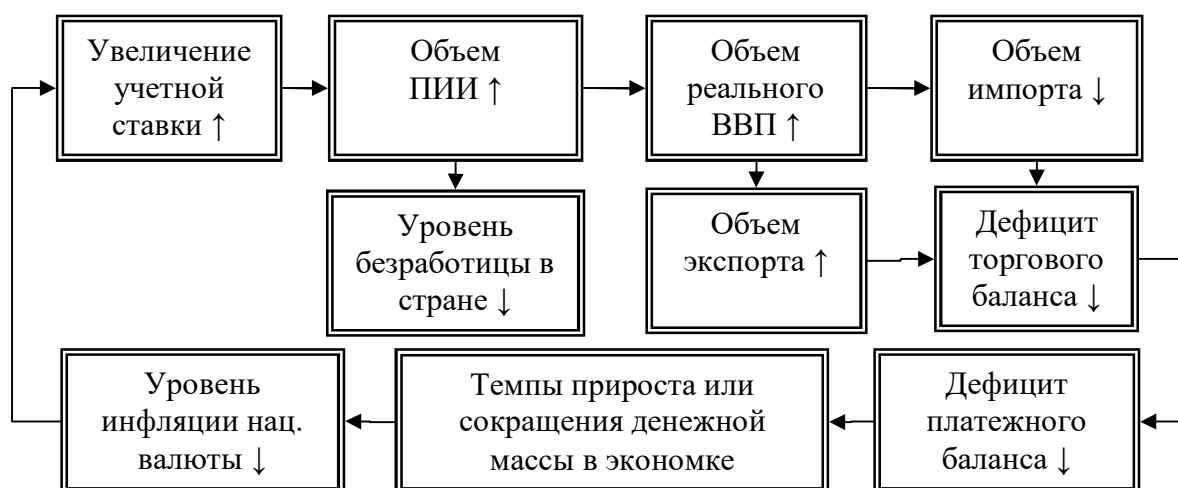 Увеличение
учетной
ставки ↑
Объем
ПИИ ↑
Объем
реального
ВВП ↑
Объем
импорта ↓
Уровень
безработицы в
стране ↓
Объем
экспорта ↑
Дефицит
торгового
баланса ↓
Уровень
инфляции нац.
валюты ↓
Темпы прироста или
сокращения денежной
массы в экономке
Дефицит
платежного
баланса ↓